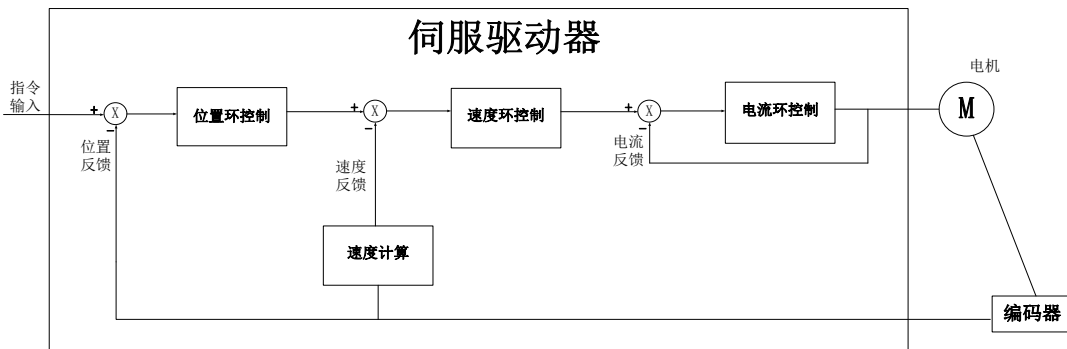 伺服驱动器
电机
指令
输入
+
X
-
位置环控制
+
X
-
速度环控制
+
X
-
电流环控制
M
位置
反馈
速度
反馈
电流
反馈
速度计算
编码器